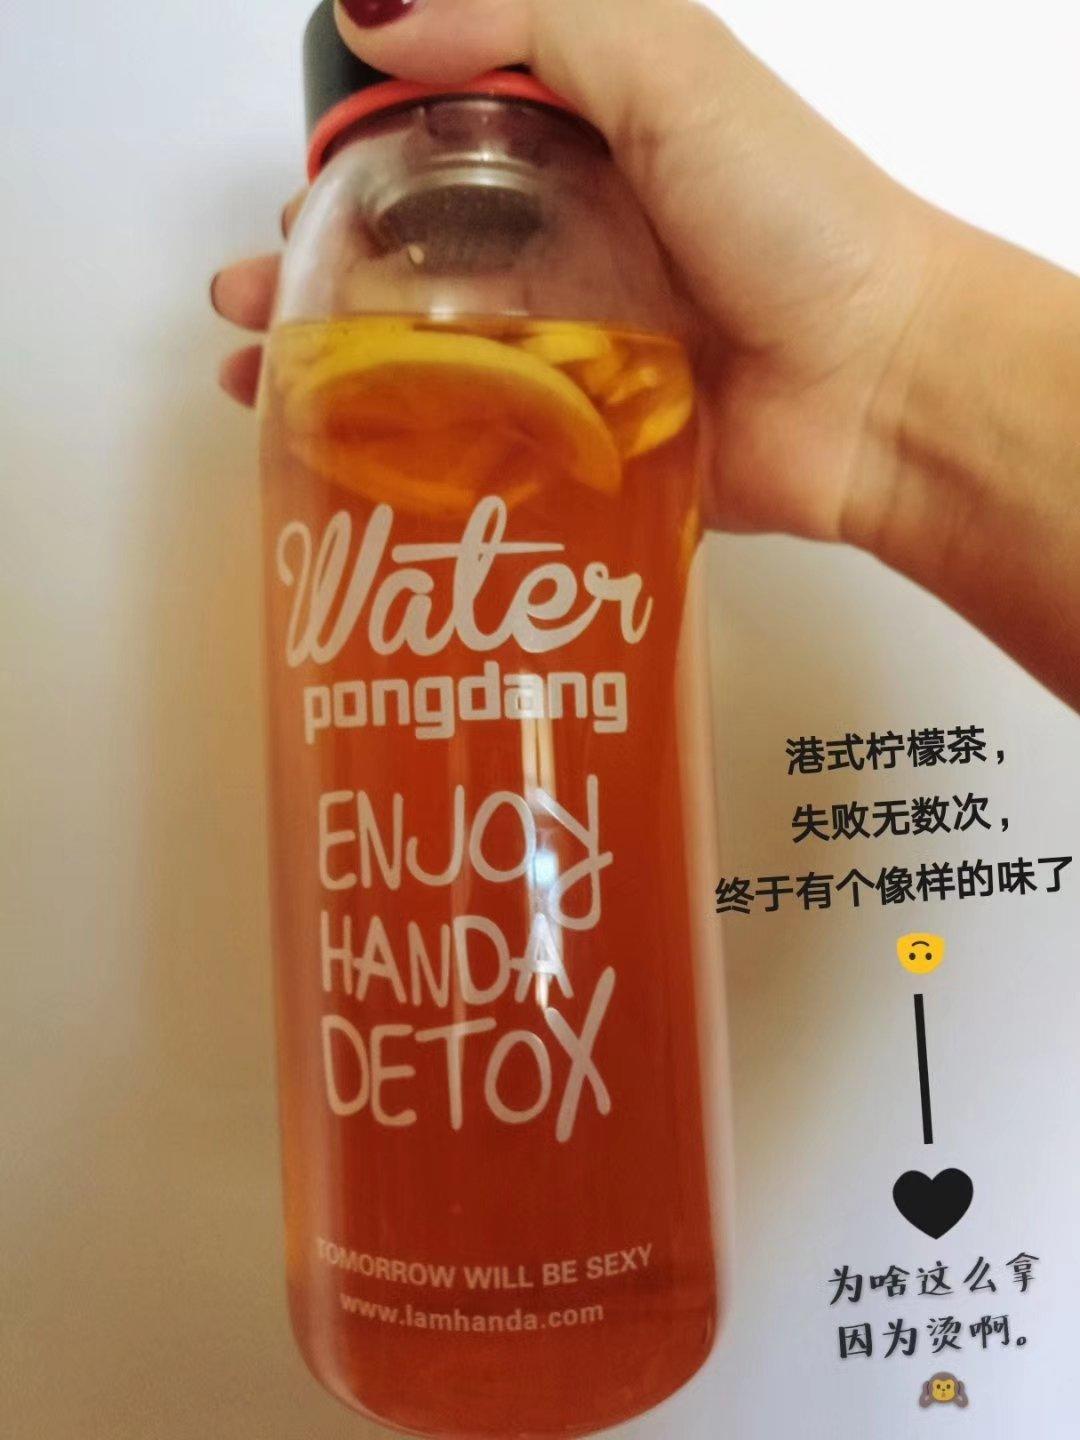 Water
pongdang
ENJOY
HANDA
DETOX
TOMORROW WILL BE SEXY
www.Iamhanda.com
港式柠檬茶，
失败无数次，
终于有个像样的味了
🙃
🖤
为啥这么拿
因为烫啊。
🙉